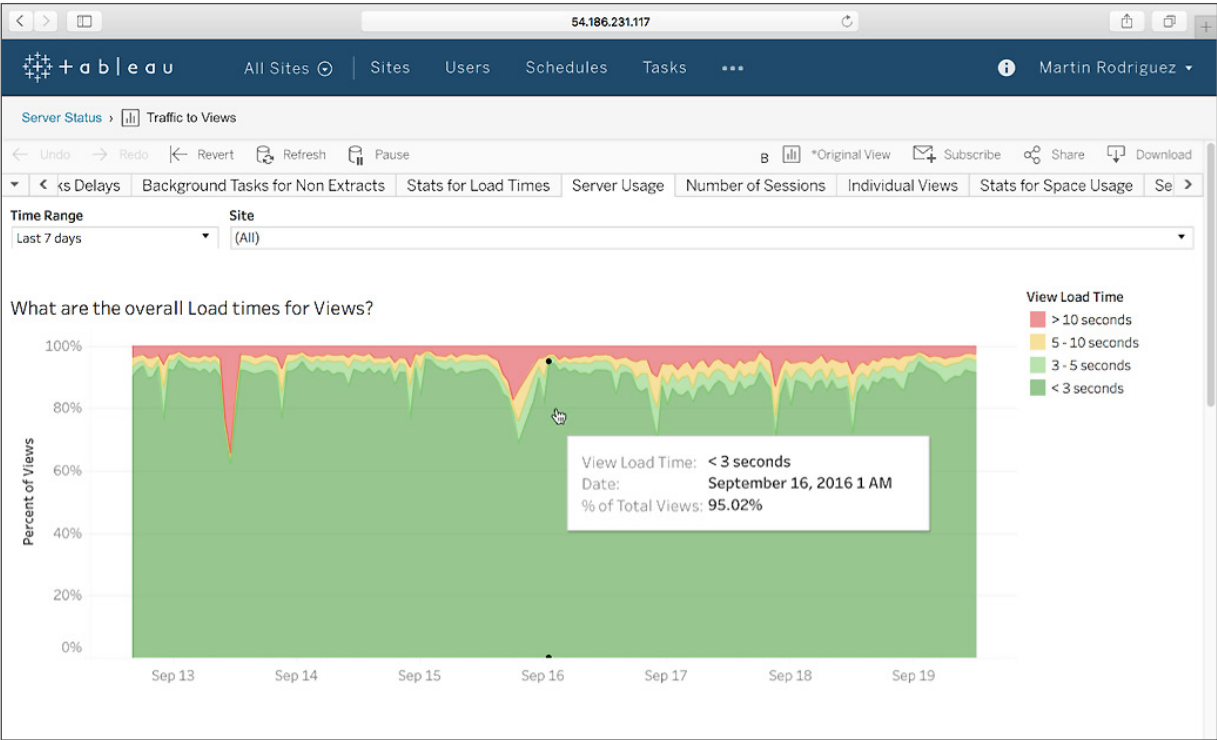 54.186.231.117
+ a b l e a u All Sites Sites Users Schedules Tasks ••• Martin Rodriguez
Server Status › Traffic to Views
Undo Redo Revert Refresh Pause B *Original View Subscribe Share Download
ks Delays Background Tasks for Non Extracts Stats for Load Times Server Usage Number of Sessions Individual Views Stats for Space Usage Se
Time Range Site
Last 7 days (All)
What are the overall Load times for Views?
View Load Time
> 10 seconds
5 - 10 seconds
3 - 5 seconds
< 3 seconds
Percent of Views
100%
80%
60%
40%
20%
0%
View Load Time: < 3 seconds
Date: September 16, 2016 1 AM
% of Total Views: 95.02%
Sep 13 Sep 14 Sep 15 Sep 16 Sep 17 Sep 18 Sep 19